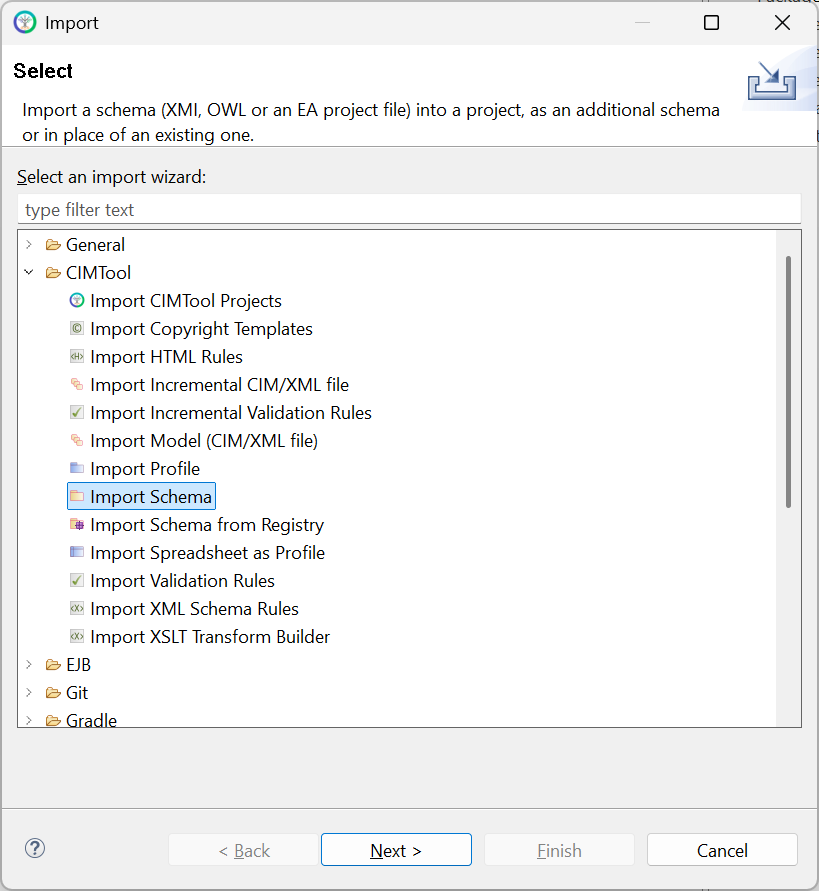 Import
Select
Import a schema (XMI, OWL or an EA project file) into a project, as an additional schema
or in place of an existing one.
Select an import wizard:
type filter text
General
CIMTool
Import CIMTool Projects
Import Copyright Templates
Import HTML Rules
Import Incremental CIM/XML file
Import Incremental Validation Rules
Import Model (CIM/XML file)
Import Profile
Import Schema
Import Schema from Registry
Import Spreadsheet as Profile
Import Validation Rules
Import XML Schema Rules
Import XSLT Transform Builder
EJB
Git
Gradle
< Back Next > Finish Cancel